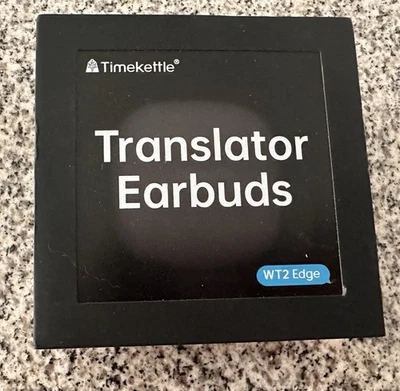 Timekettle®
Translator
Earbuds
WT2 Edge